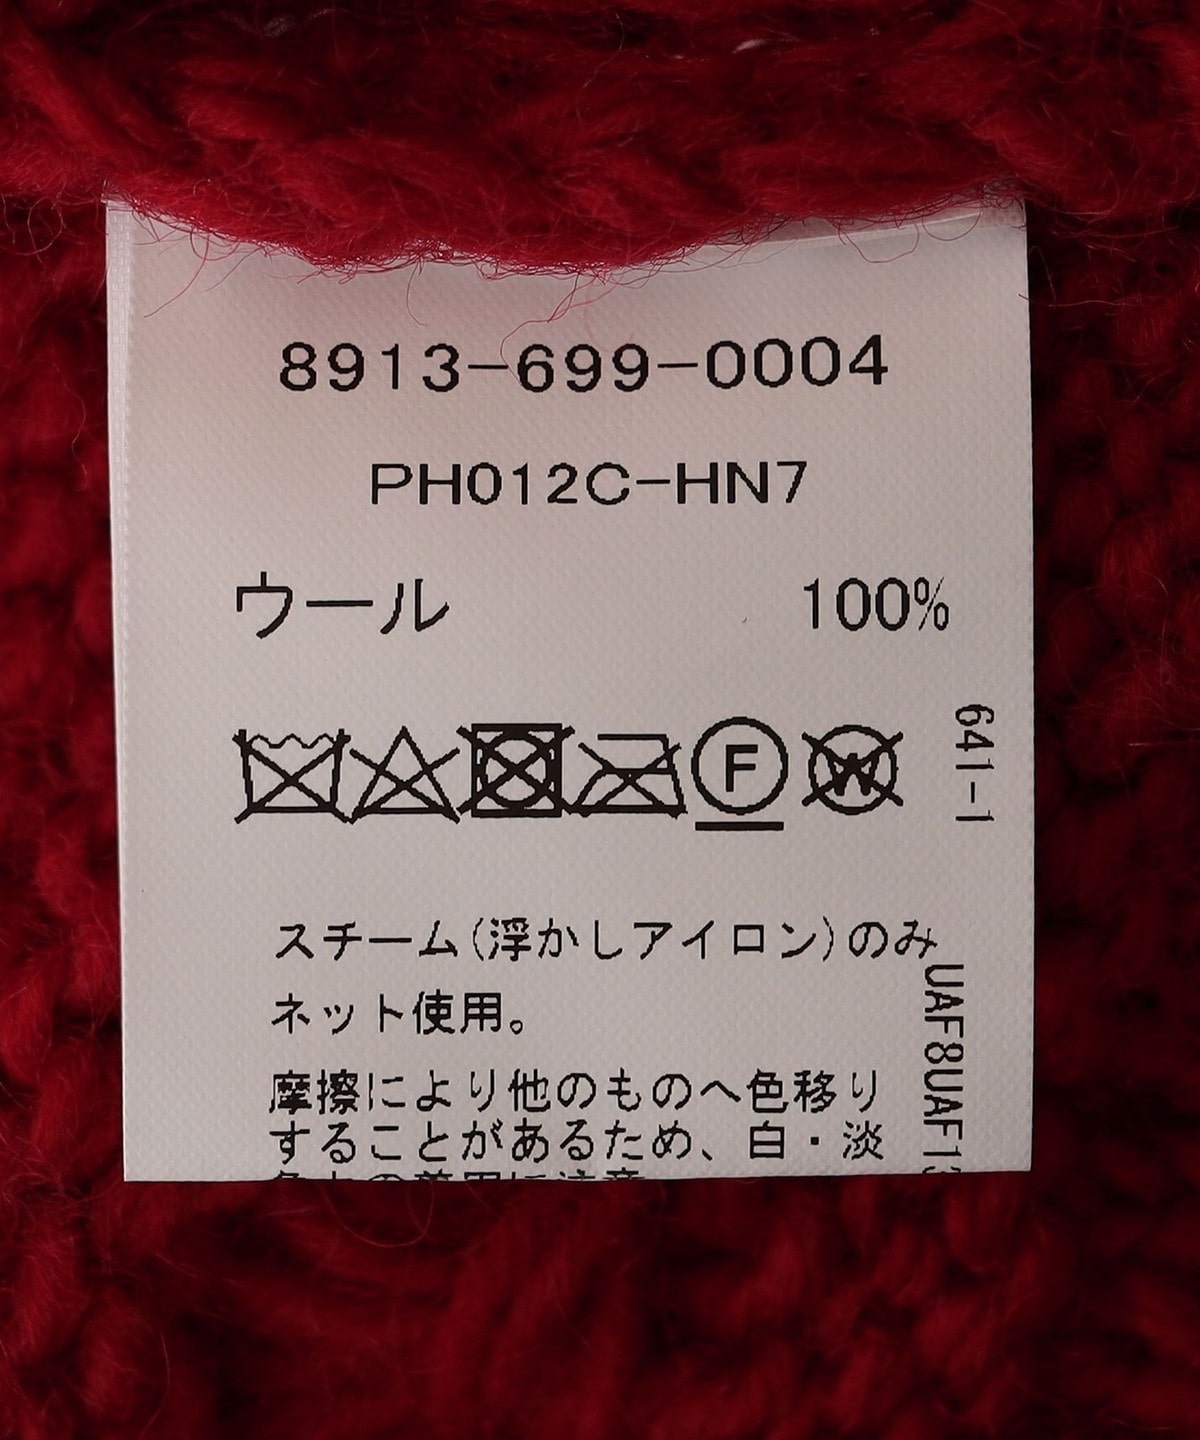 8913-699-0004
PH012C-HN7
ウール 100%
F
W
641-1
スチーム(浮かしアイロン)のみ
ネット使用。
摩擦により他のものへ色移り
することがあるため、白・淡
UAF8UAF1